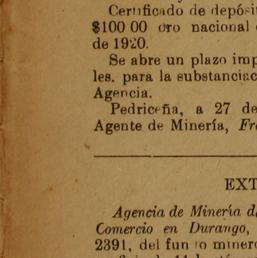 Certificado de depósi
$100 00 oro nacional
de 1920.
Se abre un plazo imp
les. para la substanciac
Agencia.
Pedriceña, a 27 de
Agente de Minería, Fr
EXT
Agencia de Minería d
Comercio en Durango,
2391, del fun o minero